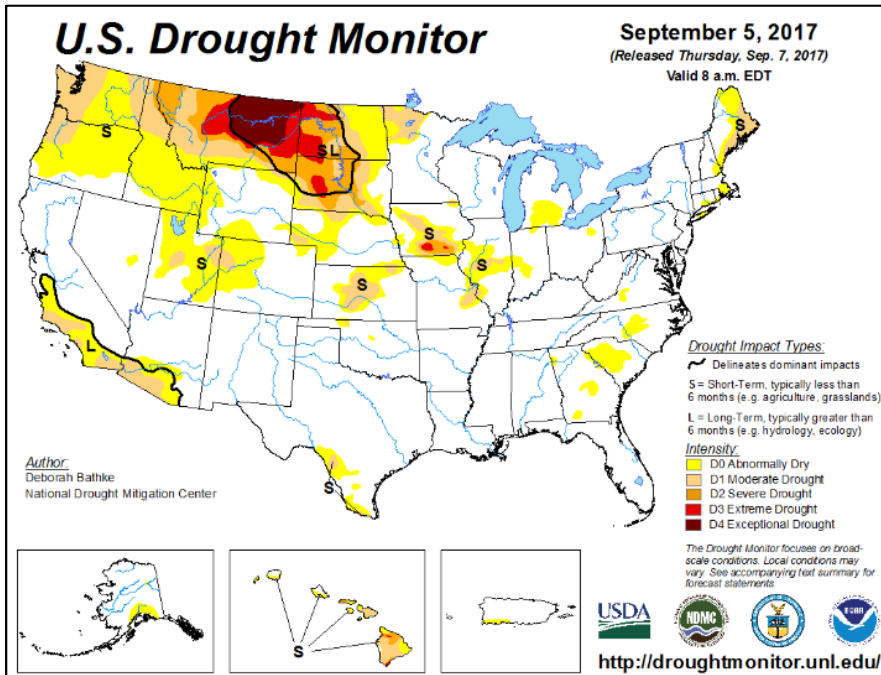 U.S. Drought Monitor
September 5, 2017
(Released Thursday, Sep. 7, 2017)
Valid 8 a.m. EDT
S
S
SL
S
S
S
S
S
L
S
S
Author:
Deborah Bathke
National Drought Mitigation Center
Drought Impact Types:
Delineates dominant impacts
S = Short-Term, typically less than
6 months (e.g. agriculture, grasslands)
L = Long-Term, typically greater than
6 months (e.g. hydrology, ecology)
Intensity:
D0 Abnormally Dry
D1 Moderate Drought
D2 Severe Drought
D3 Extreme Drought
D4 Exceptional Drought
The Drought Monitor focuses on broad-
scale conditions. Local conditions may
vary. See accompanying text summary for
forecast statements.
USDA
NDMC
http://droughtmonitor.unl.edu/